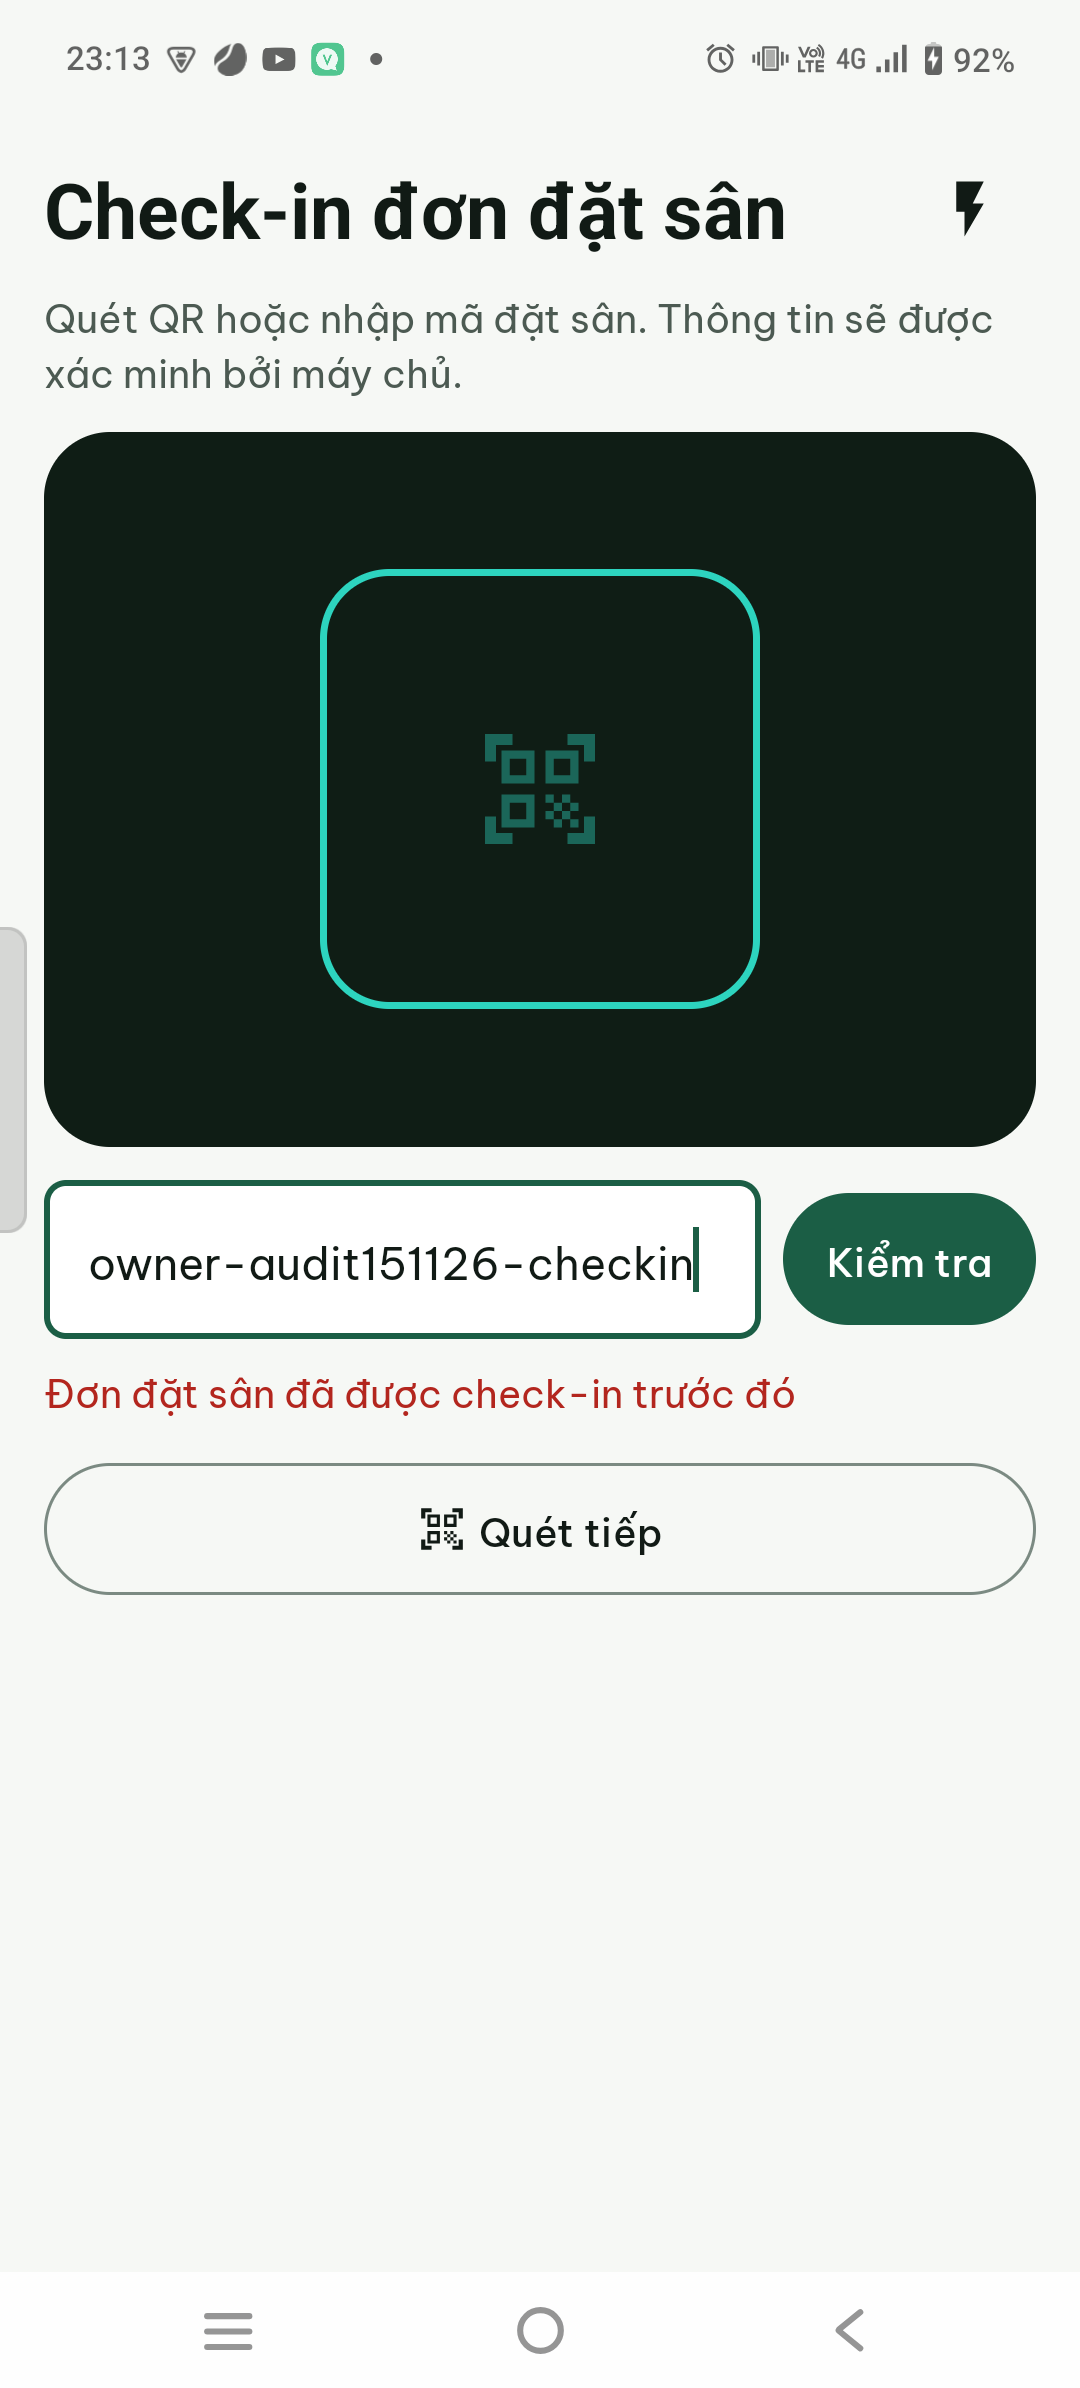 23:13
VoLTE 4G 92%
Check-in đơn đặt sân
Quét QR hoặc nhập mã đặt sân. Thông tin sẽ được
xác minh bởi máy chủ.
owner-audit151126-checkin
Kiểm tra
Đơn đặt sân đã được check-in trước đó
Quét tiếp